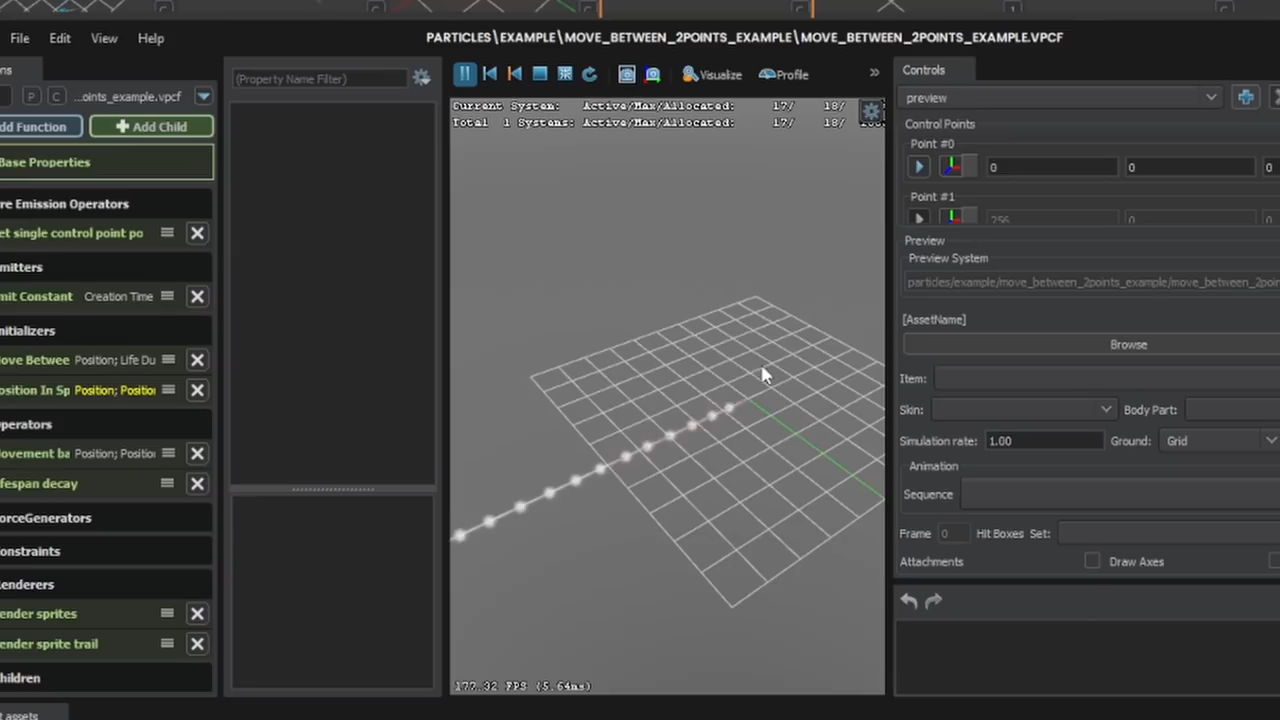 File Edit View Help
PARTICLES\EXAMPLE\MOVE_BETWEEN_2POINTS_EXAMPLE\MOVE_BETWEEN_2POINTS_EXAMPLE.VPCF
P C ...oints_example.vpcf
dd Function
Add Child
Base Properties
re Emission Operators
et single control point po
mitters
mit Constant Creation Time
nitializers
ove Betwee Position; Life Du
osition In Sp Position; Positio
perators
ovement ba Position; Positio
fespan decay
orceGenerators
onstraints
enderers
ender sprites
ender sprite trail
hildren
t assets
(Property Name Filter)
Visualize
Profile
»
Current System: Active/Max/Allocated: 17/ 18/
Total 1 Systems: Active/Max/Allocated: 17/ 18/
177.32 FPS (5.64ms)
Controls
preview
Control Points
Point #0
0 0 0
Point #1
256 0 0
Preview
Preview System
particles/example/move_between_2points_example/move_between_2poin
[AssetName]
Browse
Item:
Skin: Body Part:
Simulation rate: 1.00 Ground: Grid
Animation
Sequence
Frame 0 Hit Boxes Set:
Attachments Draw Axes